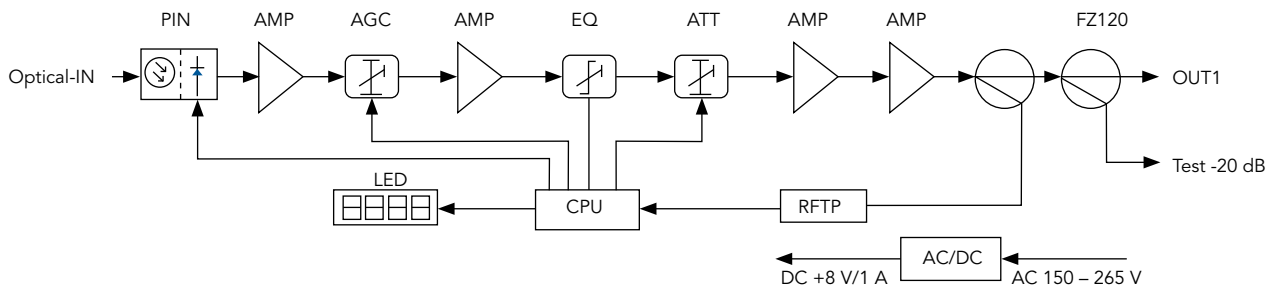 PIN AMP AGC AMP EQ ATT AMP AMP FZ120
Optical-IN
OUT1
Test -20 dB
LED
CPU
RFTP
AC/DC
DC +8 V/1 A
AC 150 – 265 V